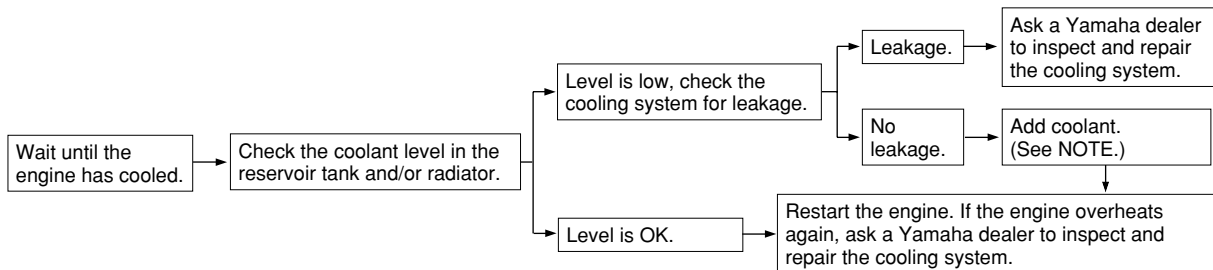 Wait until the
engine has cooled.
Check the coolant level in the
reservoir tank and/or radiator.
Level is low, check the
cooling system for leakage.
Leakage.
Ask a Yamaha dealer
to inspect and repair
the cooling system.
No
leakage.
Add coolant.
(See NOTE.)
Level is OK.
Restart the engine. If the engine overheats
again, ask a Yamaha dealer to inspect and
repair the cooling system.